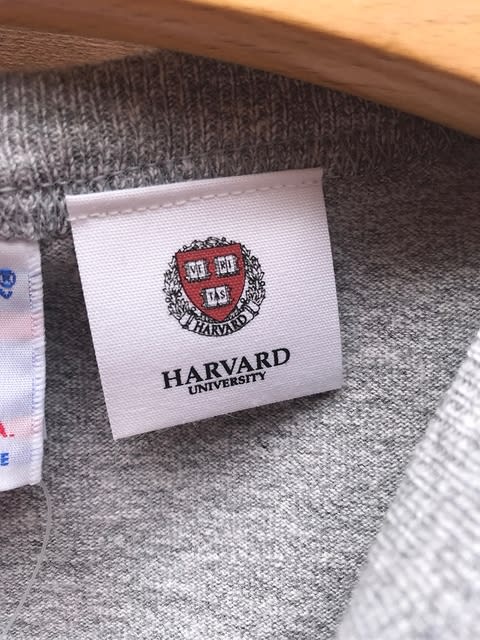 VE RI
TAS
HARVARD
HARVARD
UNIVERSITY
®
A.
E